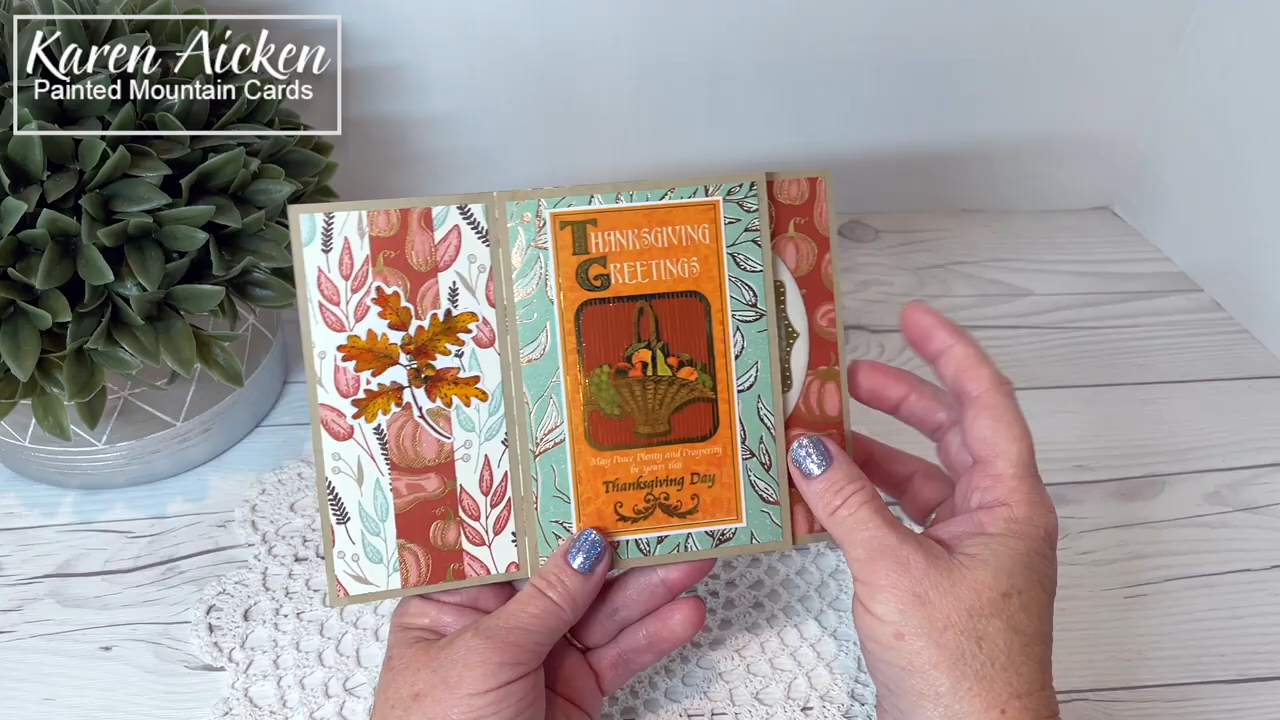 Karen Aicken
Painted Mountain Cards
THANKSGIVING
GREETINGS
May Peace Plenty and Prosperity
be yours this
Thanksgiving Day